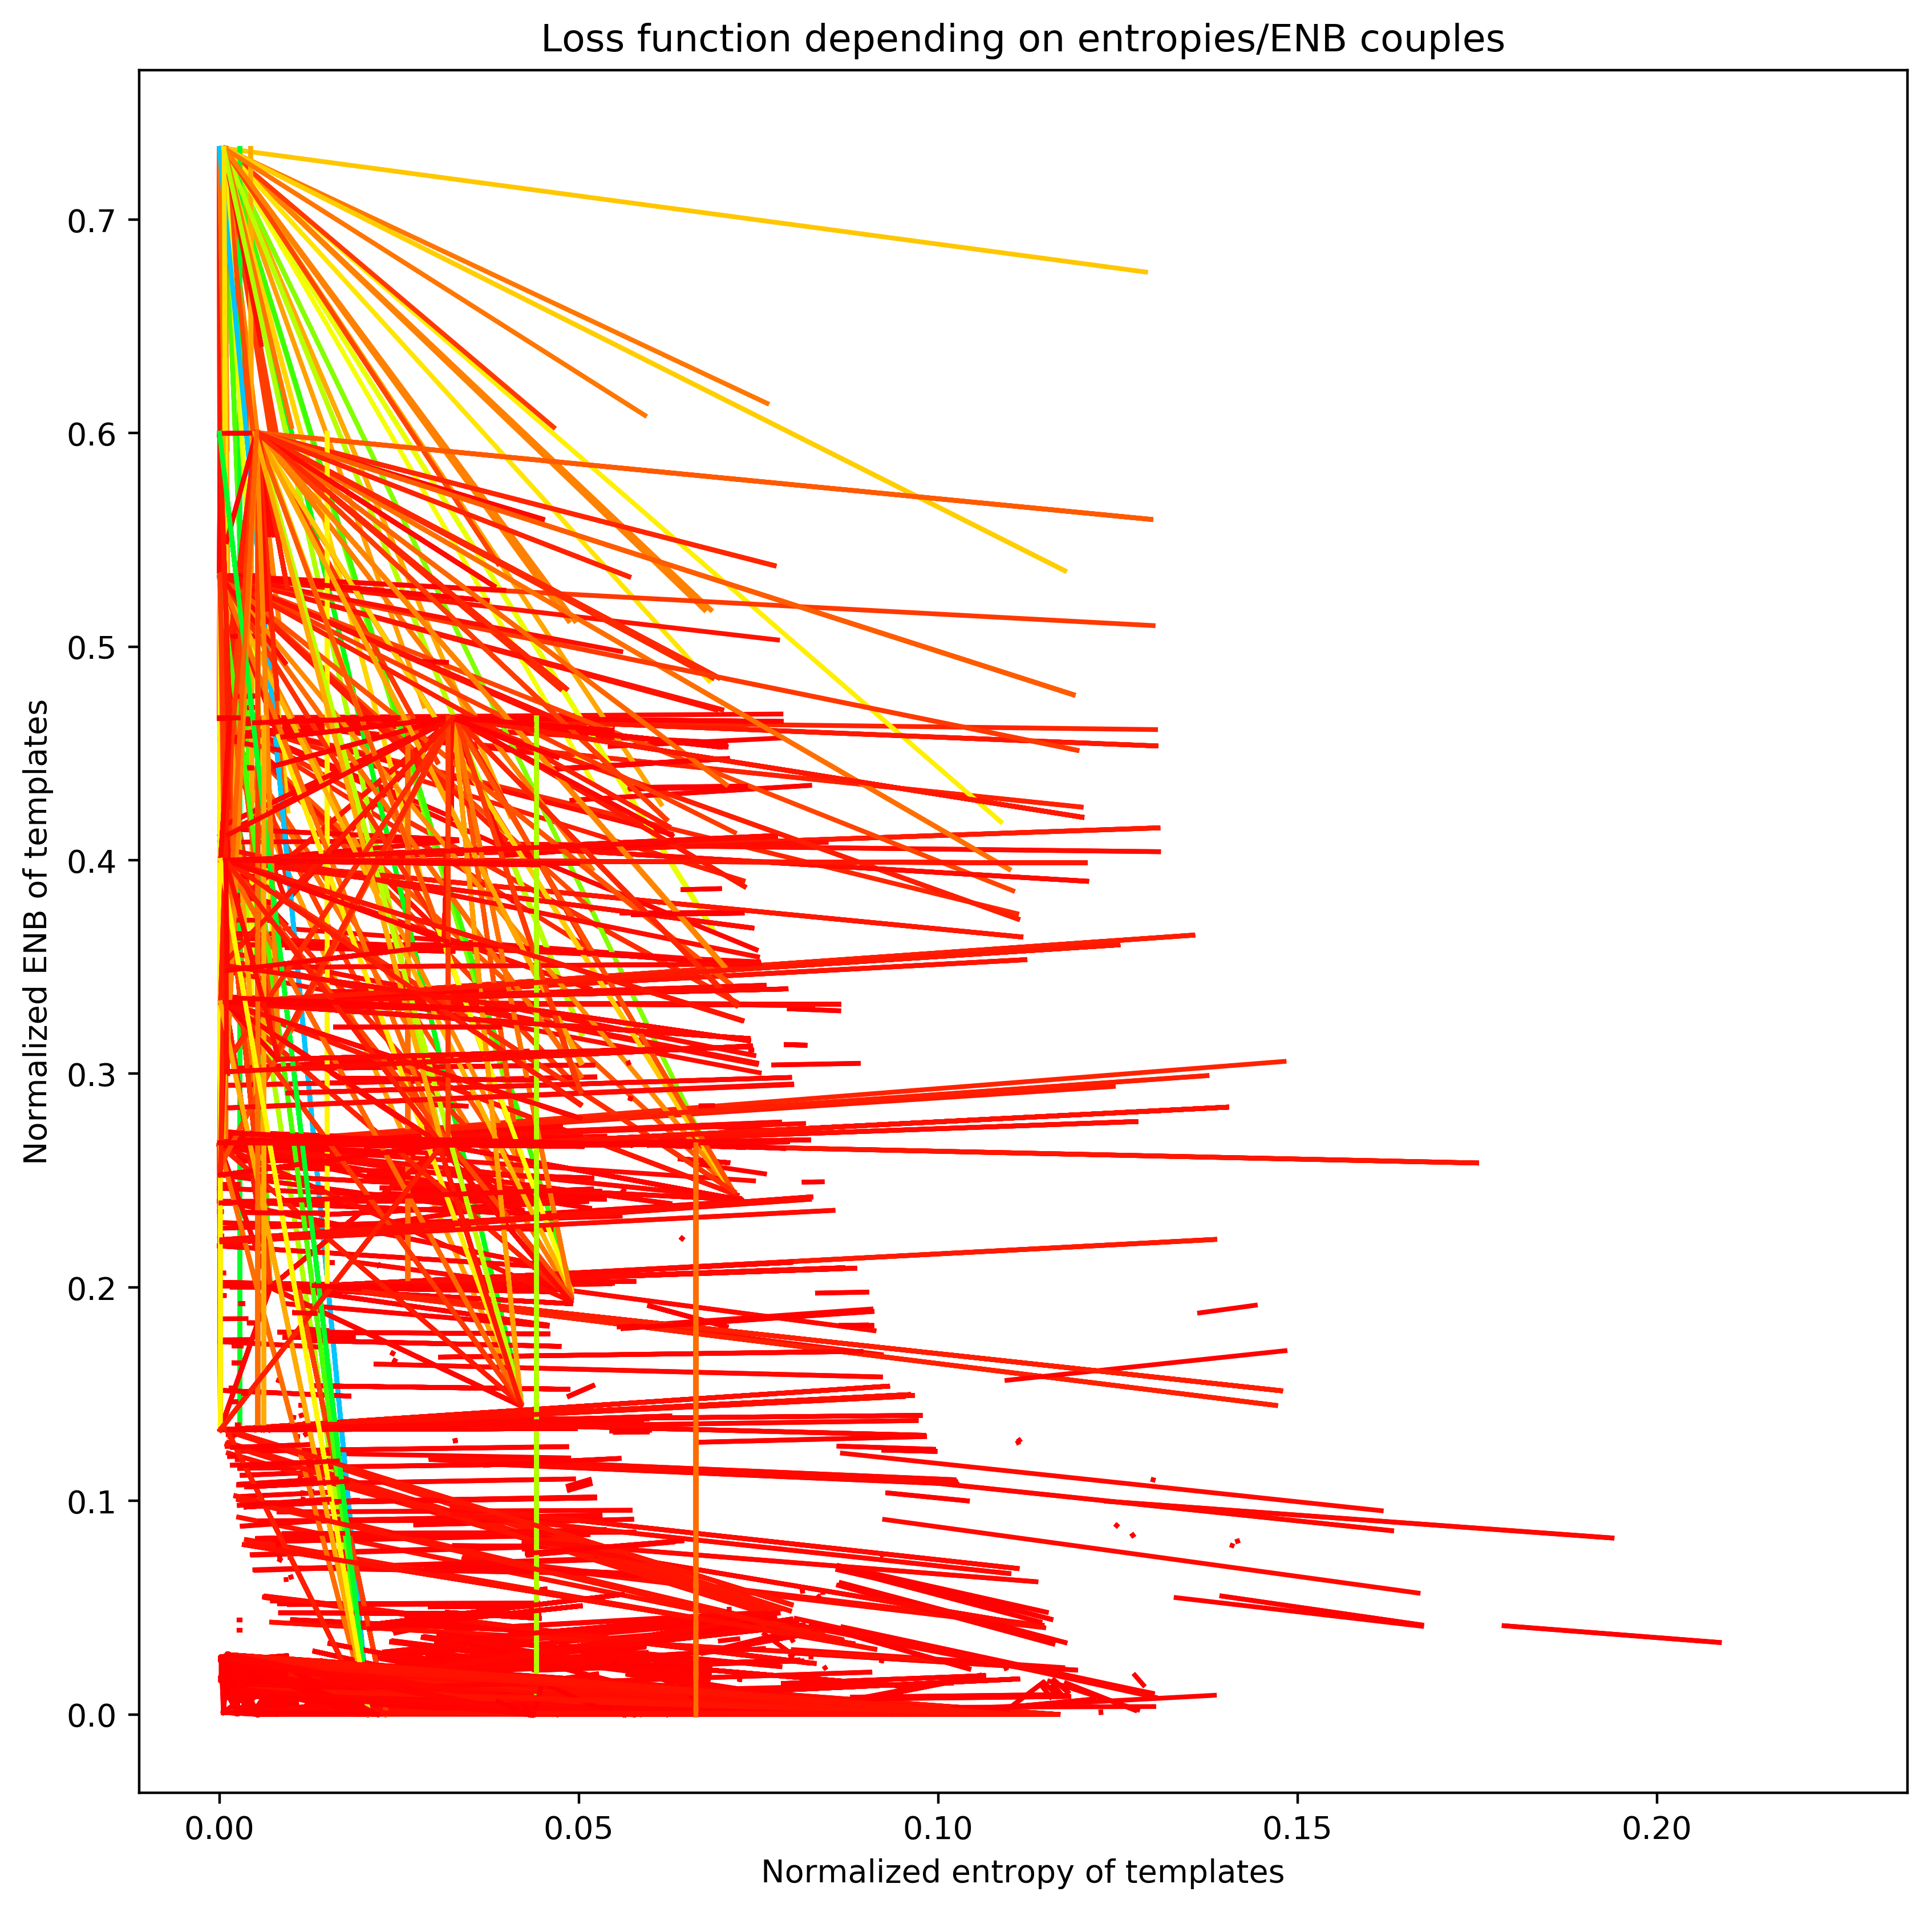 Loss function depending on entropies/ENB couples
Normalized ENB of templates
0.7
0.6
0.5
0.4
0.3
0.2
0.1
0.0
0.00 0.05 0.10 0.15 0.20
Normalized entropy of templates